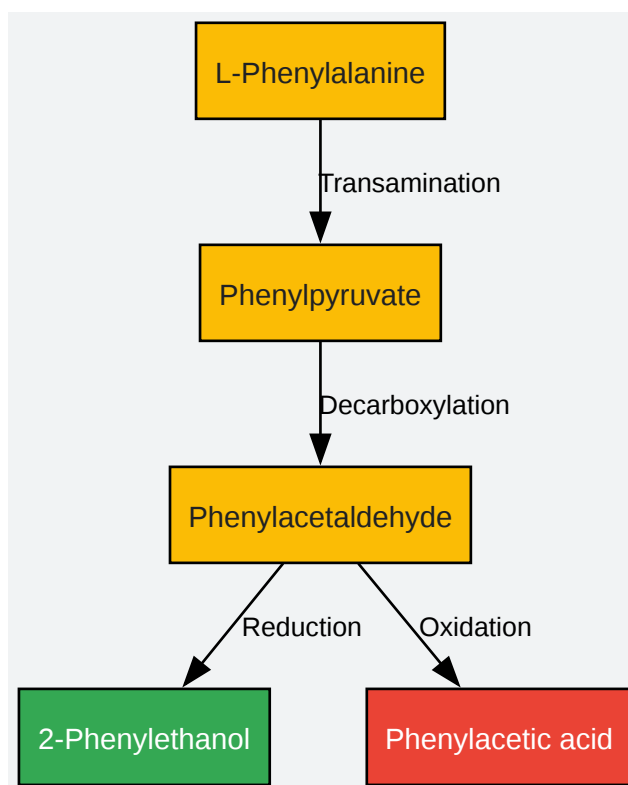 L-Phenylalanine
Transamination
Phenylpyruvate
Decarboxylation
Phenylacetaldehyde
Reduction
Oxidation
2-Phenylethanol
Phenylacetic acid